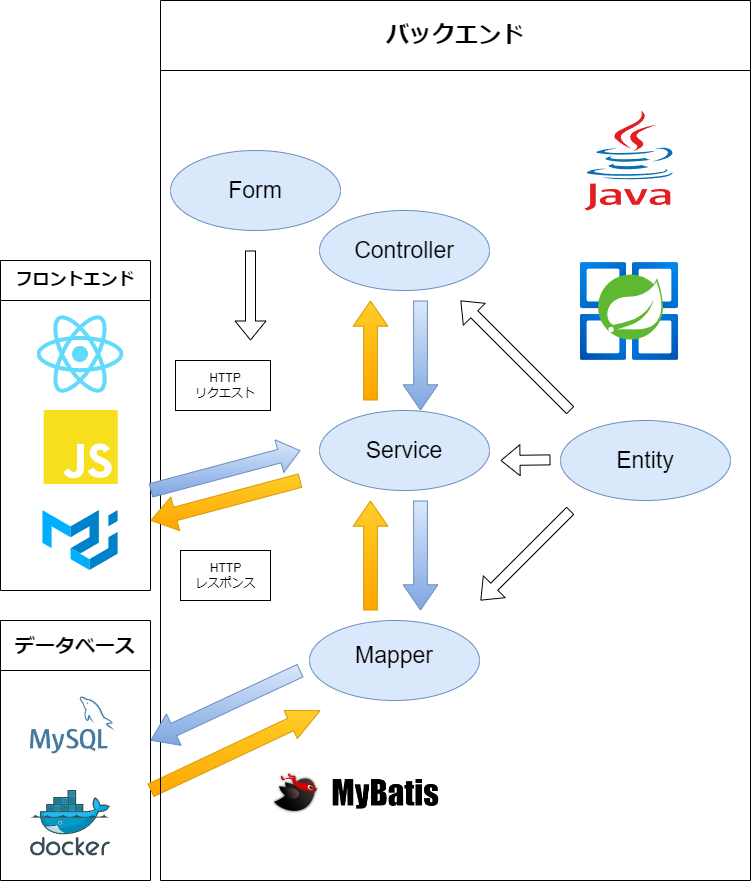 バックエンド
Form
Java
Controller
フロントエンド
HTTP
リクエスト
JS
Service
Entity
HTTP
レスポンス
データベース
Mapper
MySQL
MyBatis
docker